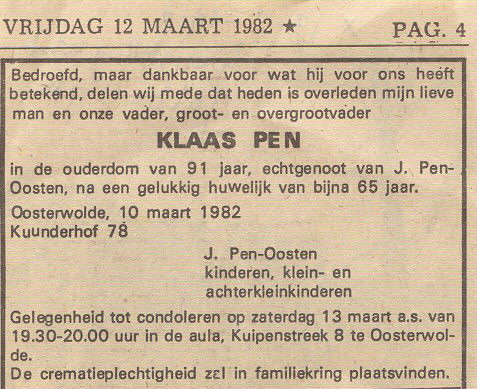 VRIJDAG 12 MAART 1982 ★ PAG. 4
Bedroefd, maar dankbaar voor wat hij voor ons heeft
betekend, delen wij mede dat heden is overleden mijn lieve
man en onze vader, groot- en overgrootvader
KLAAS PEN
in de ouderdom van 91 jaar, echtgenoot van J. Pen-
Oosten, na een gelukkig huwelijk van bijna 65 jaar.
Oosterwolde, 10 maart 1982
Kuunderhof 78
J. Pen-Oosten
kinderen, klein- en
achterkleinkinderen
Gelegenheid tot condoleren op zaterdag 13 maart a.s. van
19.30-20.00 uur in de aula, Kuipenstreek 8 te Oosterwol-
de.
De crematieplechtigheid zal in familiekring plaatsvinden.